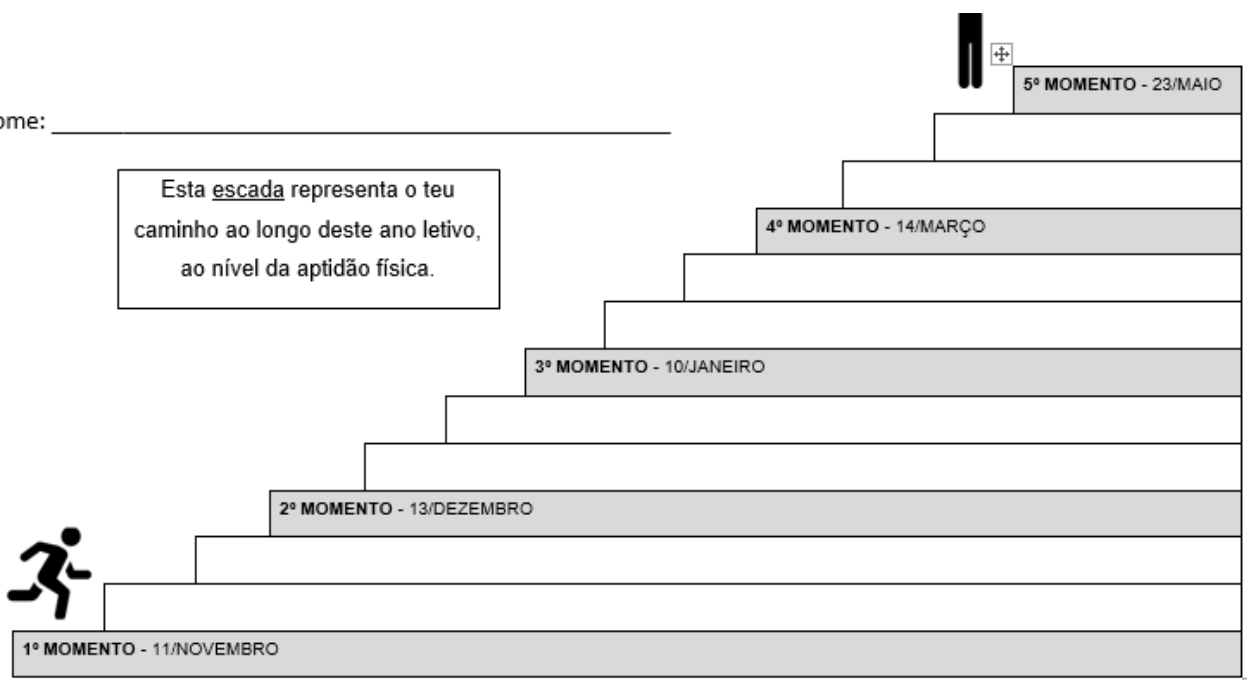 5º MOMENTO - 23/MAIO
ome:
Esta escada representa o teu
caminho ao longo deste ano letivo,
ao nível da aptidão física.
4º MOMENTO - 14/MARÇO
3º MOMENTO - 10/JANEIRO
2º MOMENTO - 13/DEZEMBRO
1º MOMENTO - 11/NOVEMBRO